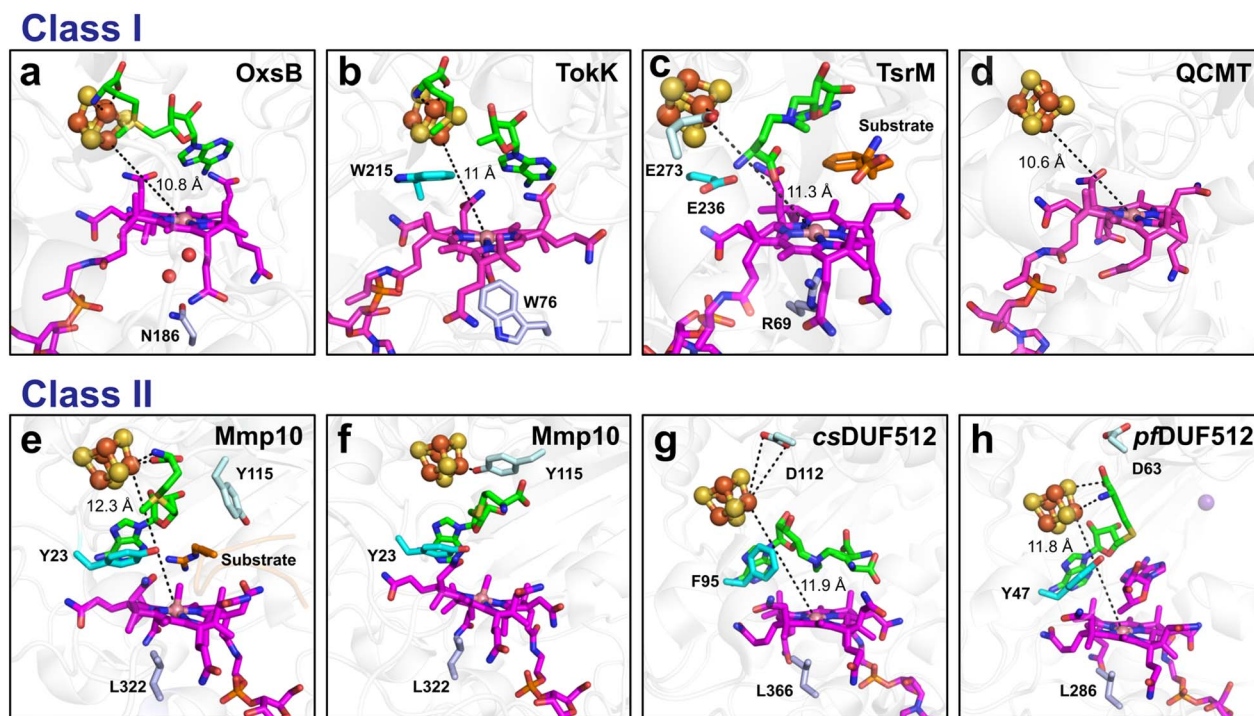 Class I
a OxsB
10.8 Å
N186
b TokK
W215
11 Å
W76
c TsrM
Substrate
E273
E236
11.3 Å
R69
d QCMT
10.6 Å
Class II
e Mmp10
Y115
12.3 Å
Y23
Substrate
L322
f Mmp10
Y115
Y23
L322
g csDUF512
D112
F95
11.9 Å
L366
h pfDUF512
D63
11.8 Å
Y47
L286